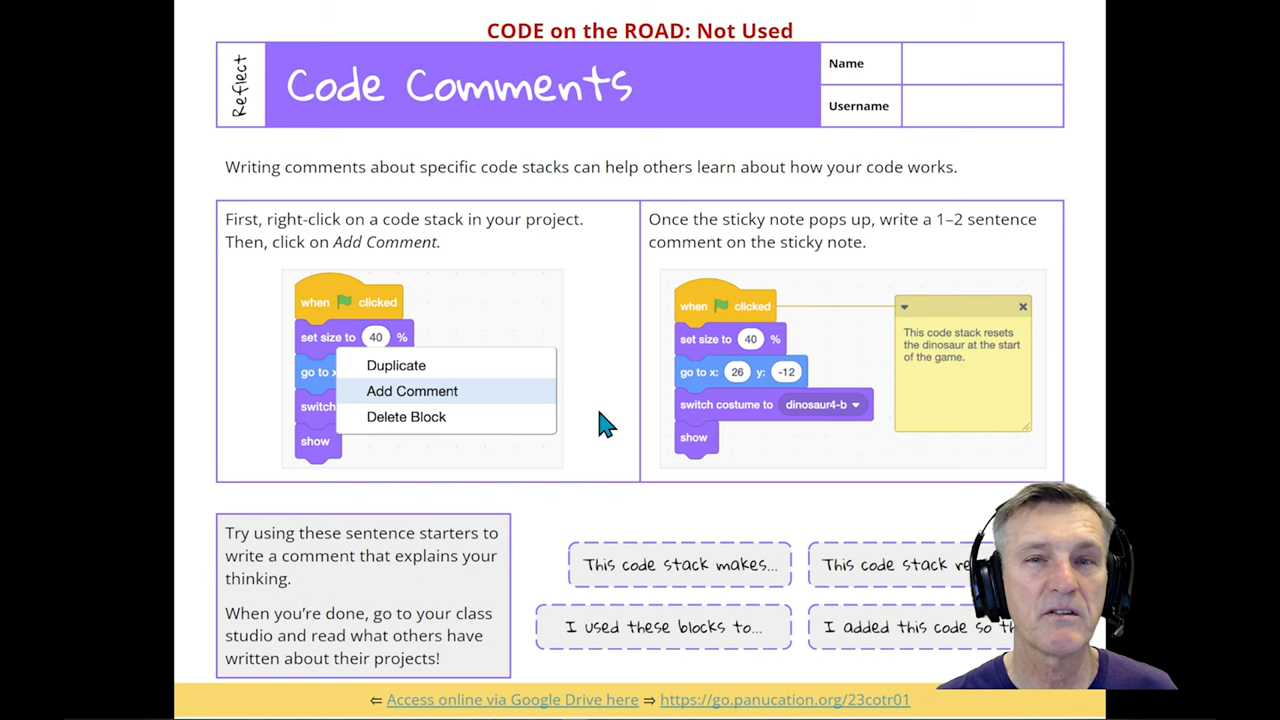 CODE on the ROAD: Not Used
Reflect
Code Comments
Name
Username
Writing comments about specific code stacks can help others learn about how your code works.
First, right-click on a code stack in your project.
Then, click on Add Comment.
when clicked
set size to 40 %
go to x
switch
show
Duplicate
Add Comment
Delete Block
Once the sticky note pops up, write a 1–2 sentence
comment on the sticky note.
when clicked
set size to 40 %
go to x: 26 y: -12
switch costume to dinosaur4-b
show
This code stack resets
the dinosaur at the start
of the game.
Try using these sentence starters to
write a comment that explains your
thinking.
When you’re done, go to your class
studio and read what others have
written about their projects!
This code stack makes...
This code stack re
I used these blocks to...
I added this code so th
⇐ Access online via Google Drive here ⇒ https://go.panucation.org/23cotr01